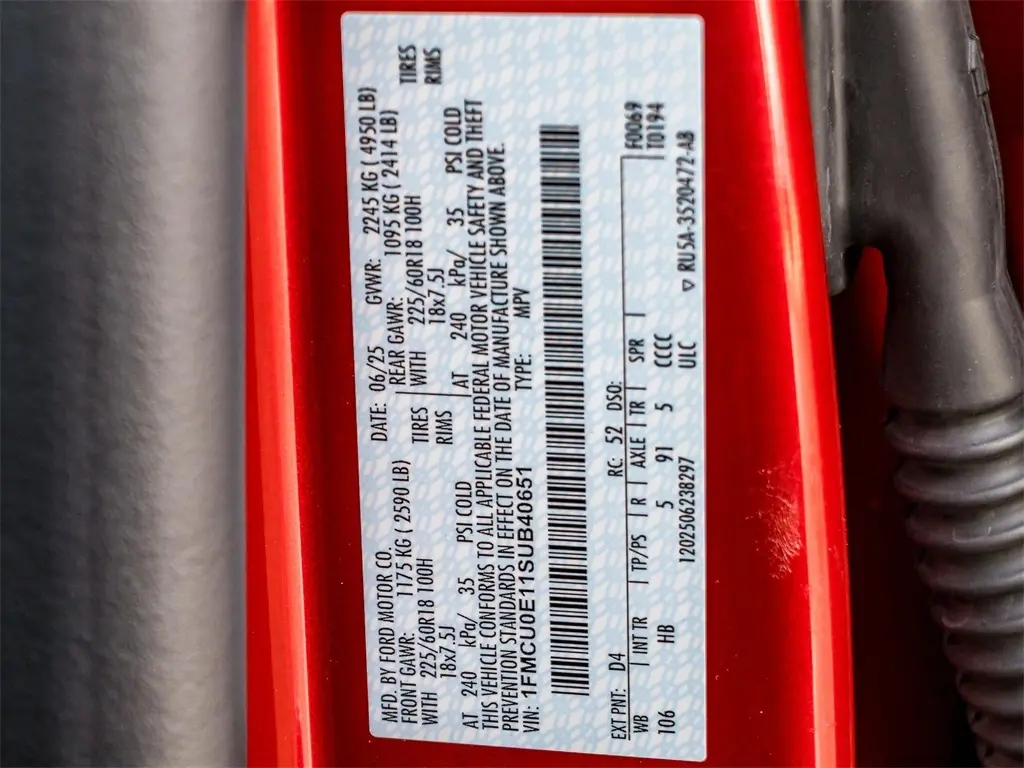 MFD. BY FORD MOTOR CO.
DATE: 06/25 GVWR: 2245 KG ( 4950 LB)
FRONT GAWR: 1175 KG ( 2590 LB)
REAR GAWR: 1095 KG ( 2414 LB)
WITH 225/60R18 100H TIRES
WITH 225/60R18 100H TIRES
18x7.5J RIMS
18x7.5J RIMS
AT 240 kPa/ 35 PSI COLD
AT 240 kPa/ 35 PSI COLD
THIS VEHICLE CONFORMS TO ALL APPLICABLE FEDERAL MOTOR VEHICLE SAFETY AND THEFT
PREVENTION STANDARDS IN EFFECT ON THE DATE OF MANUFACTURE SHOWN ABOVE.
VIN: 1FMCU0E11SUB40651 TYPE: MPV
EXT PNT: D4 RC: 52 DSO: F0069
WB INT TR TP/PS R AXLE TR SPR T0194
106 HB 5 91 5 CCCC
120250623829​7 ULC ▽ RU5A-3520472-AB